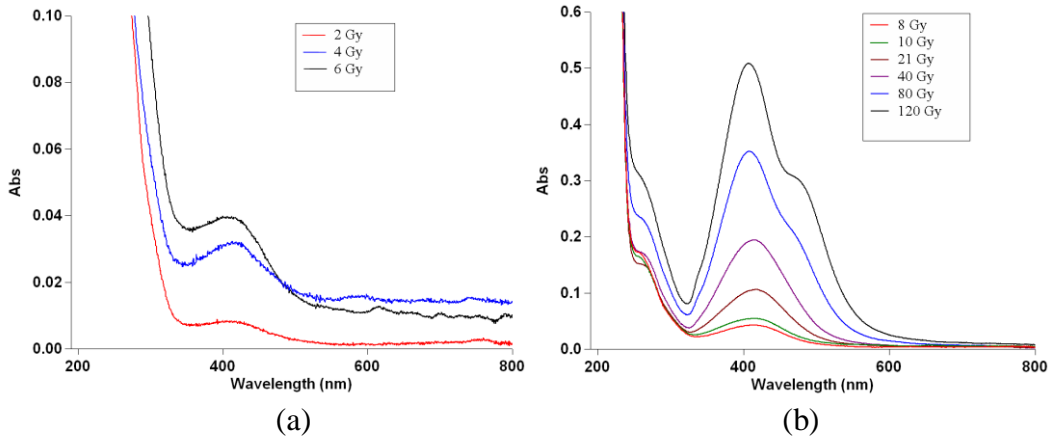 0.10
0.08
0.06
0.04
0.02
0.00
Abs
200
400
600
800
Wavelength (nm)
2 Gy
4 Gy
6 Gy
(a)
0.6
0.5
0.4
0.3
0.2
0.1
0.0
Abs
200
400
600
800
Wavelength (nm)
8 Gy
10 Gy
21 Gy
40 Gy
80 Gy
120 Gy
(b)